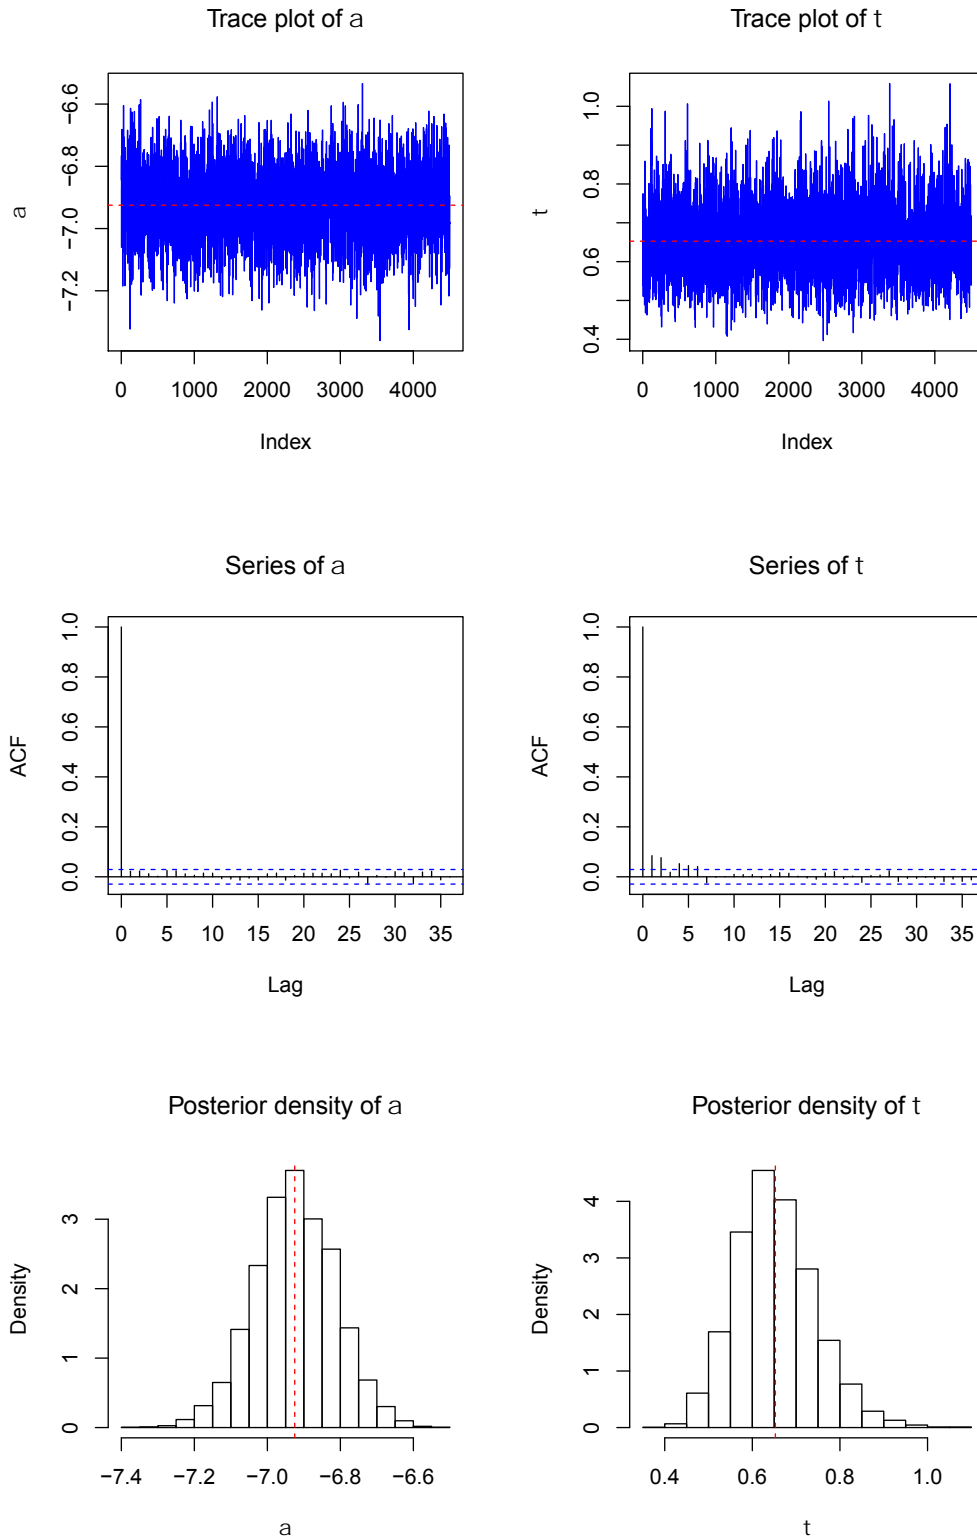 Trace plot of a
a
−7.2 −7.0 −6.8 −6.6
0 1000 2000 3000 4000
Index
Trace plot of t
t
0.4 0.6 0.8 1.0
0 1000 2000 3000 4000
Index
Series of a
ACF
0.0 0.2 0.4 0.6 0.8 1.0
0 5 10 15 20 25 30 35
Lag
Series of t
ACF
0.0 0.2 0.4 0.6 0.8 1.0
0 5 10 15 20 25 30 35
Lag
Posterior density of a
Density
0 1 2 3
−7.4 −7.2 −7.0 −6.8 −6.6
a
Posterior density of t
Density
0 1 2 3 4
0.4 0.6 0.8 1.0
t